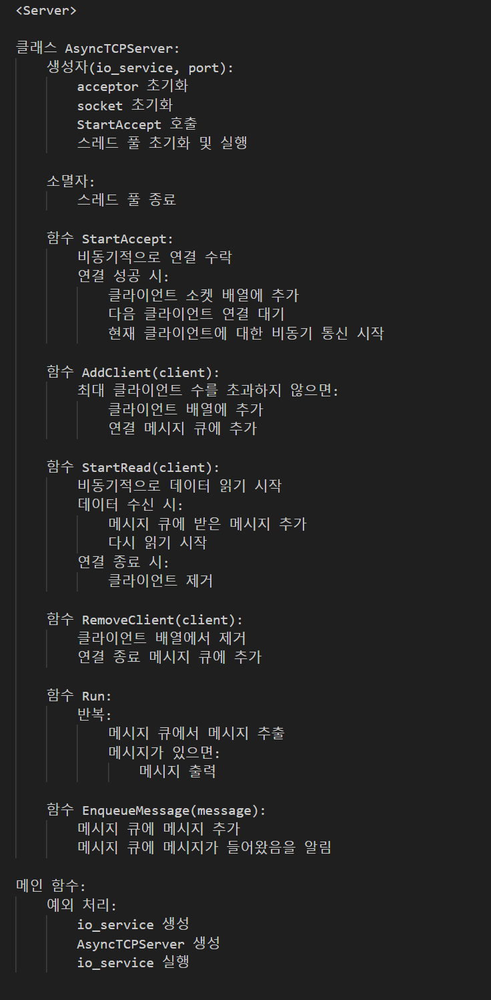 <Server>
클래스 AsyncTCPServer:
생성자(io_service, port):
acceptor 초기화
socket 초기화
StartAccept 호출
스레드 풀 초기화 및 실행
소멸자:
스레드 풀 종료
함수 StartAccept:
비동기적으로 연결 수락
연결 성공 시:
클라이언트 소켓 배열에 추가
다음 클라이언트 연결 대기
현재 클라이언트에 대한 비동기 통신 시작
함수 AddClient(client):
최대 클라이언트 수를 초과하지 않으면:
클라이언트 배열에 추가
연결 메시지 큐에 추가
함수 StartRead(client):
비동기적으로 데이터 읽기 시작
데이터 수신 시:
메시지 큐에 받은 메시지 추가
다시 읽기 시작
연결 종료 시:
클라이언트 제거
함수 RemoveClient(client):
클라이언트 배열에서 제거
연결 종료 메시지 큐에 추가
함수 Run:
반복:
메시지 큐에서 메시지 추출
메시지가 있으면:
메시지 출력
함수 EnqueueMessage(message):
메시지 큐에 메시지 추가
메시지 큐에 메시지가 들어왔음을 알림
메인 함수:
예외 처리:
io_service 생성
AsyncTCPServer 생성
io_service 실행